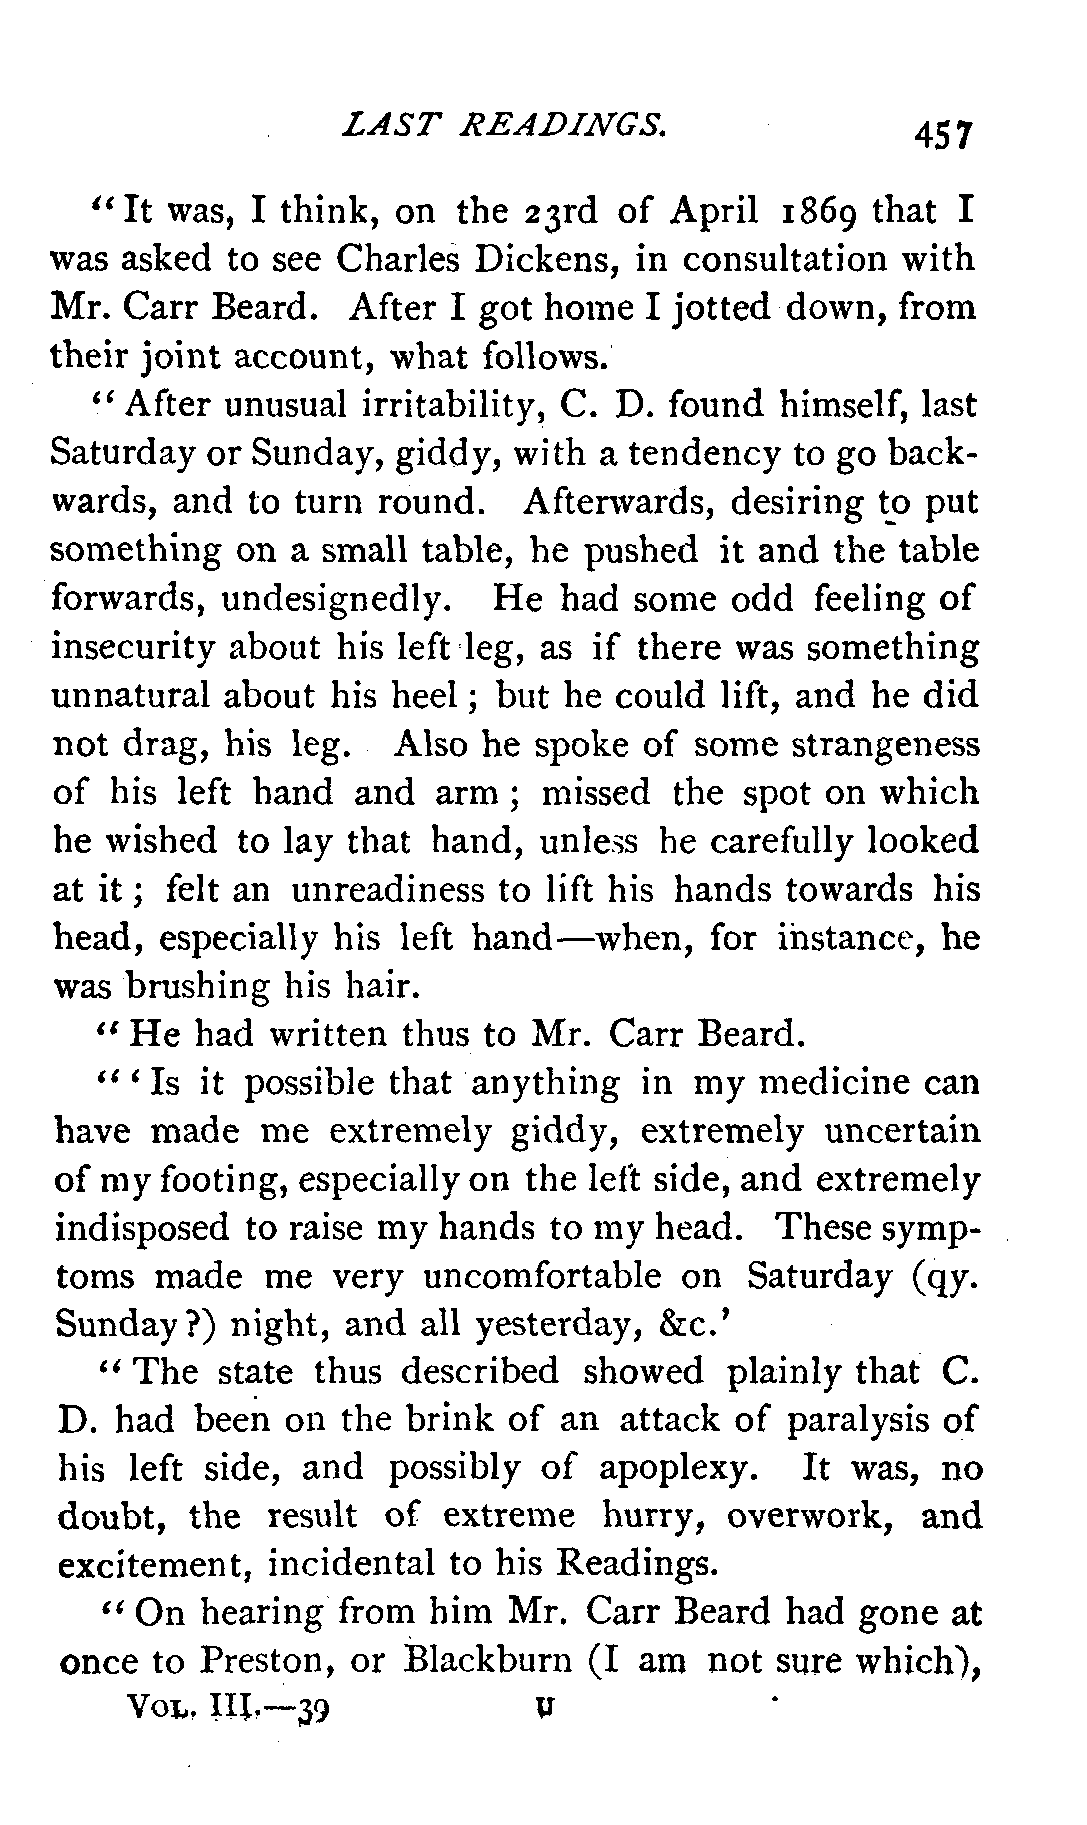 LAST READINGS. 457
“It was, I think, on the 23rd of April 1869 that I
was asked to see Charles Dickens, in consultation with
Mr. Carr Beard. After I got home I jotted down, from
their joint account, what follows.
“After unusual irritability, C. D. found himself, last
Saturday or Sunday, giddy, with a tendency to go back-
wards, and to turn round. Afterwards, desiring to put
something on a small table, he pushed it and the table
forwards, undesignedly. He had some odd feeling of
insecurity about his left leg, as if there was something
unnatural about his heel; but he could lift, and he did
not drag, his leg. Also he spoke of some strangeness
of his left hand and arm; missed the spot on which
he wished to lay that hand, unless he carefully looked
at it; felt an unreadiness to lift his hands towards his
head, especially his left hand—when, for instance, he
was brushing his hair.
“He had written thus to Mr. Carr Beard.
“‘Is it possible that anything in my medicine can
have made me extremely giddy, extremely uncertain
of my footing, especially on the left side, and extremely
indisposed to raise my hands to my head. These symp-
toms made me very uncomfortable on Saturday (qy.
Sunday?) night, and all yesterday, &c.’
“The state thus described showed plainly that C.
D. had been on the brink of an attack of paralysis of
his left side, and possibly of apoplexy. It was, no
doubt, the result of extreme hurry, overwork, and
excitement, incidental to his Readings.
“On hearing from him Mr. Carr Beard had gone at
once to Preston, or Blackburn (I am not sure which),
VOL. III.—39 U